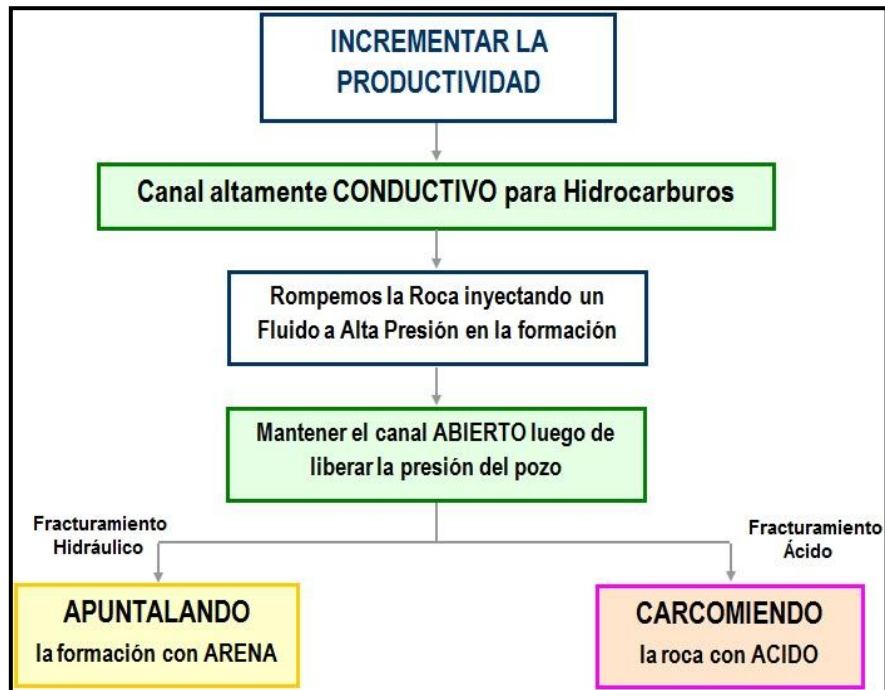 INCREMENTAR LA
PRODUCTIVIDAD
Canal altamente CONDUCTIVO para Hidrocarburos
Rompemos la Roca inyectando un
Fluido a Alta Presión en la formación
Mantener el canal ABIERTO luego de
liberar la presión del pozo
Fracturamiento
Hidráulico
Fracturamiento
Ácido
APUNTALANDO
la formación con ARENA
CARCOMIENDO
la roca con ACIDO